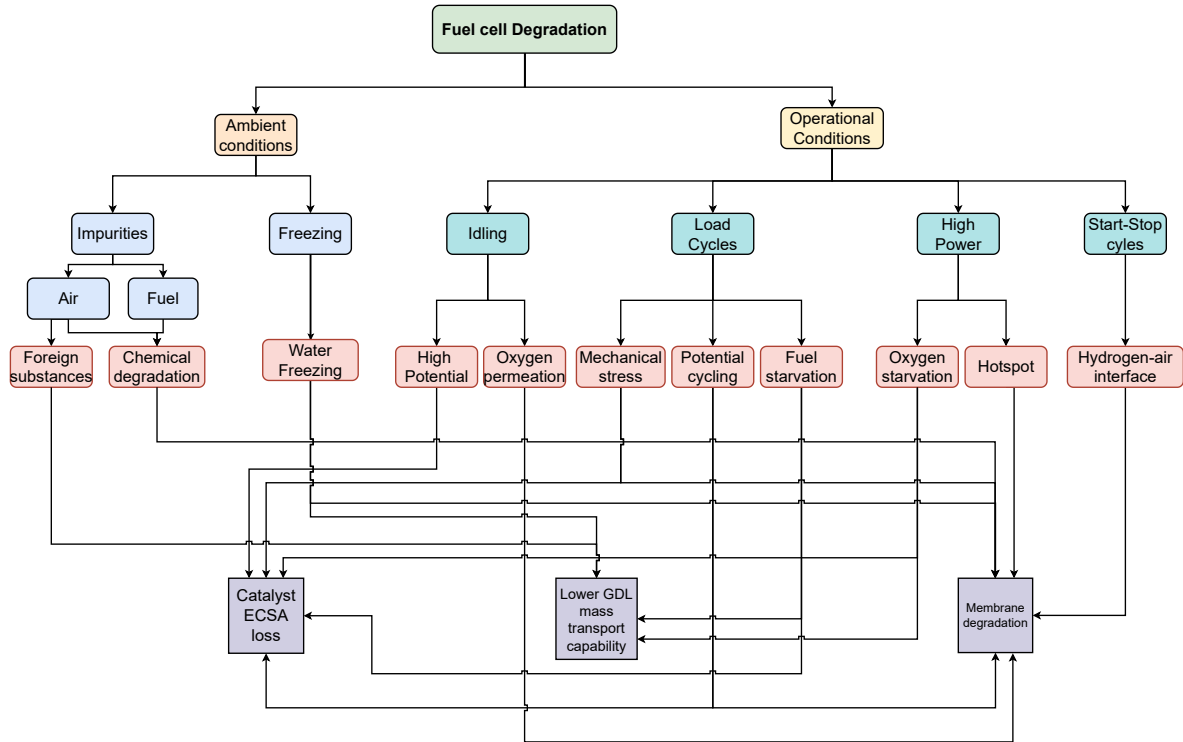 Fuel cell Degradation
Ambient
conditions
Operational
Conditions
Impurities
Freezing
Idling
Load
Cycles
High
Power
Start-Stop
cyles
Air
Fuel
Foreign
substances
Chemical
degradation
Water
Freezing
High
Potential
Oxygen
permeation
Mechanical
stress
Potential
cycling
Fuel
starvation
Oxygen
starvation
Hotspot
Hydrogen-air
interface
Catalyst
ECSA
loss
Lower GDL
mass
transport
capability
Membrane
degradation